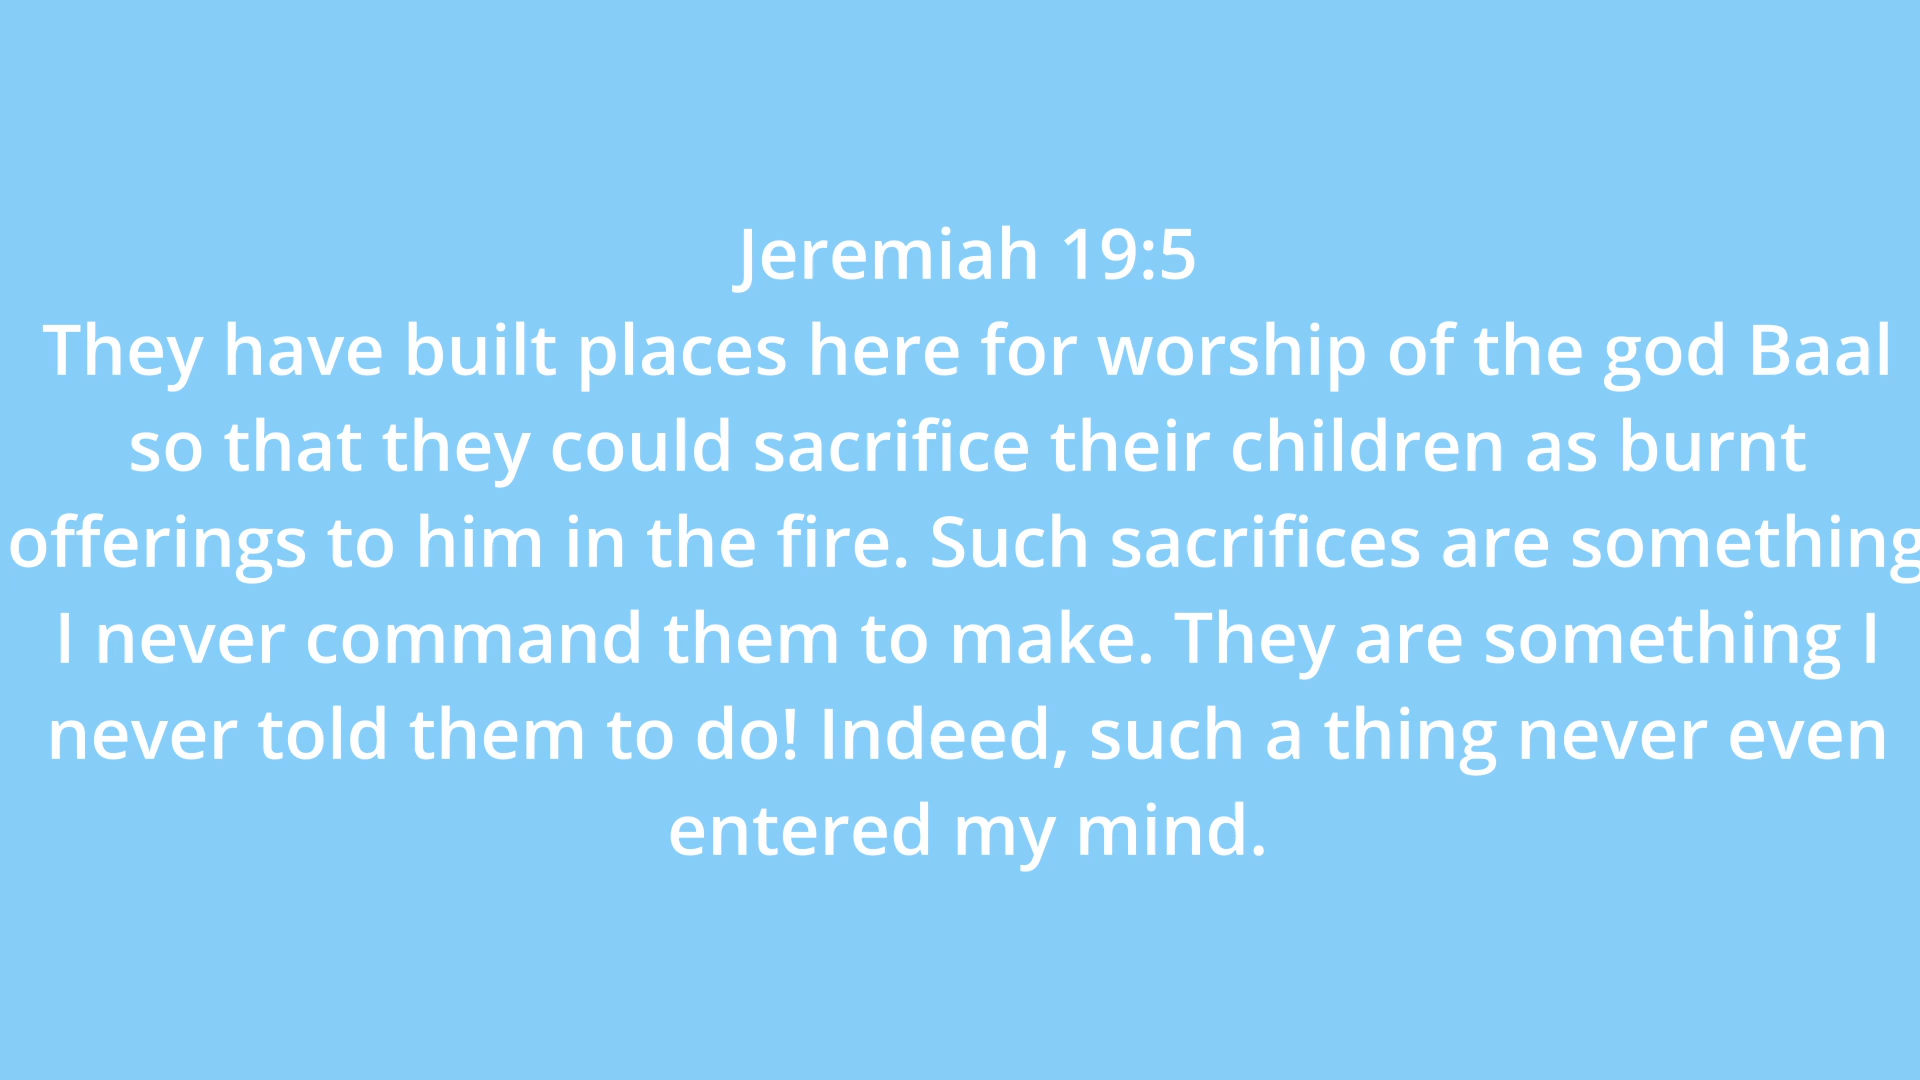 Jeremiah 19:5
They have built places here for worship of the god Baal
so that they could sacrifice their children as burnt
offerings to him in the fire. Such sacrifices are something
I never command them to make. They are something I
never told them to do! Indeed, such a thing never even
entered my mind.